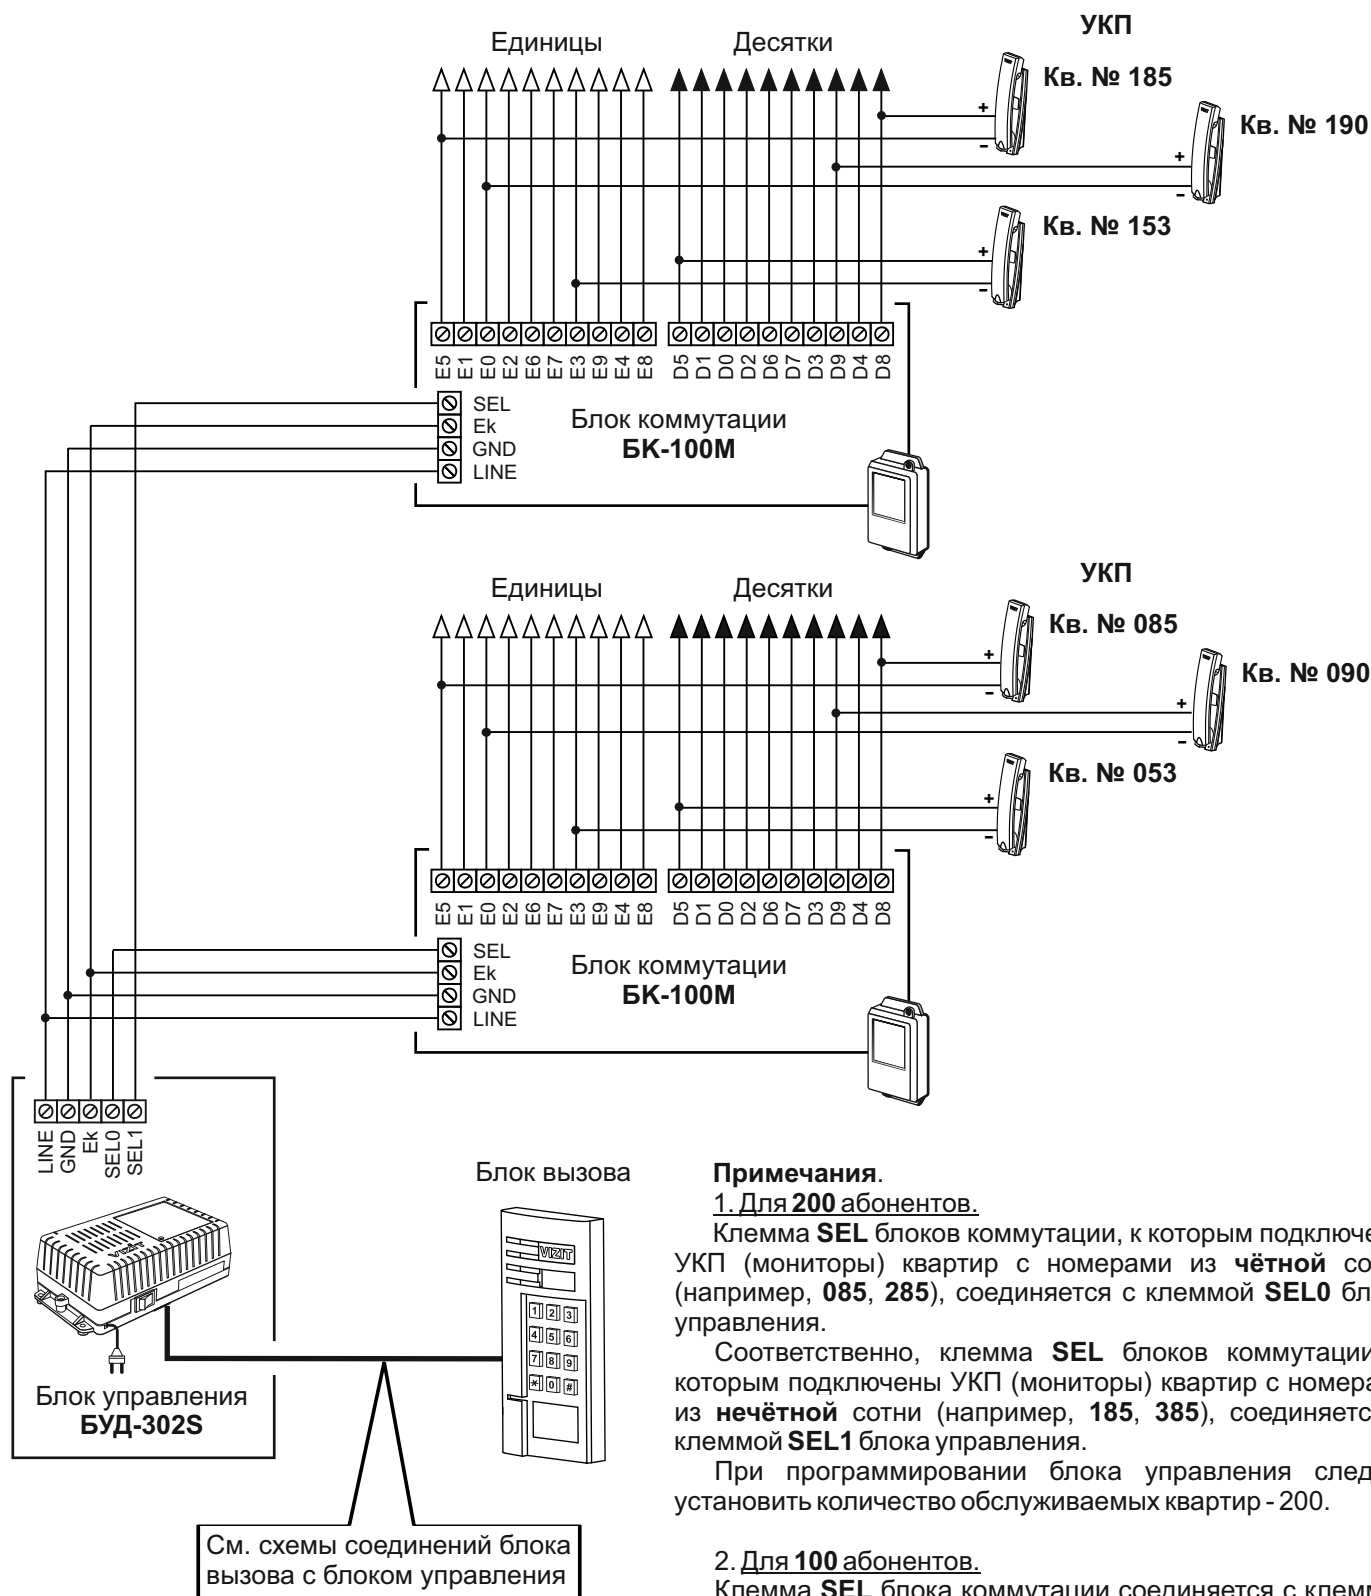 УКП
Единицы
Десятки
Кв. № 185
Кв. № 190
Кв. № 153
+
−
+
−
+
−
E5 E1 E0 E2 E6 E7 E3 E9 E4 E8
D5 D1 D0 D2 D6 D7 D3 D9 D4 D8
SEL
Ek
GND
LINE
Блок коммутации
БК-100М
УКП
Единицы
Десятки
Кв. № 085
Кв. № 090
Кв. № 053
+
−
+
−
+
−
E5 E1 E0 E2 E6 E7 E3 E9 E4 E8
D5 D1 D0 D2 D6 D7 D3 D9 D4 D8
SEL
Ek
GND
LINE
Блок коммутации
БК-100М
LINE
GND
Ek
SEL0
SEL1
VIZIT
Блок управления
БУД-302S
Блок вызова
VIZIT
1 2 3
4 5 6
7 8 9
* 0 #
См. схемы соединений блока
вызова с блоком управления
Примечания.
1. Для 200 абонентов.
Клемма SEL блоков коммутации, к которым подключе
УКП (мониторы) квартир с номерами из чётной со
(например, 085, 285), соединяется с клеммой SEL0 бл
управления.
Соответственно, клемма SEL блоков коммутации
которым подключены УКП (мониторы) квартир с номера
из нечётной сотни (например, 185, 385), соединяетс
клеммой SEL1 блока управления.
При программировании блока управления след
установить количество обслуживаемых квартир - 200.
2. Для 100 абонентов.
Клемма SEL блока коммутации соединяется с клемм